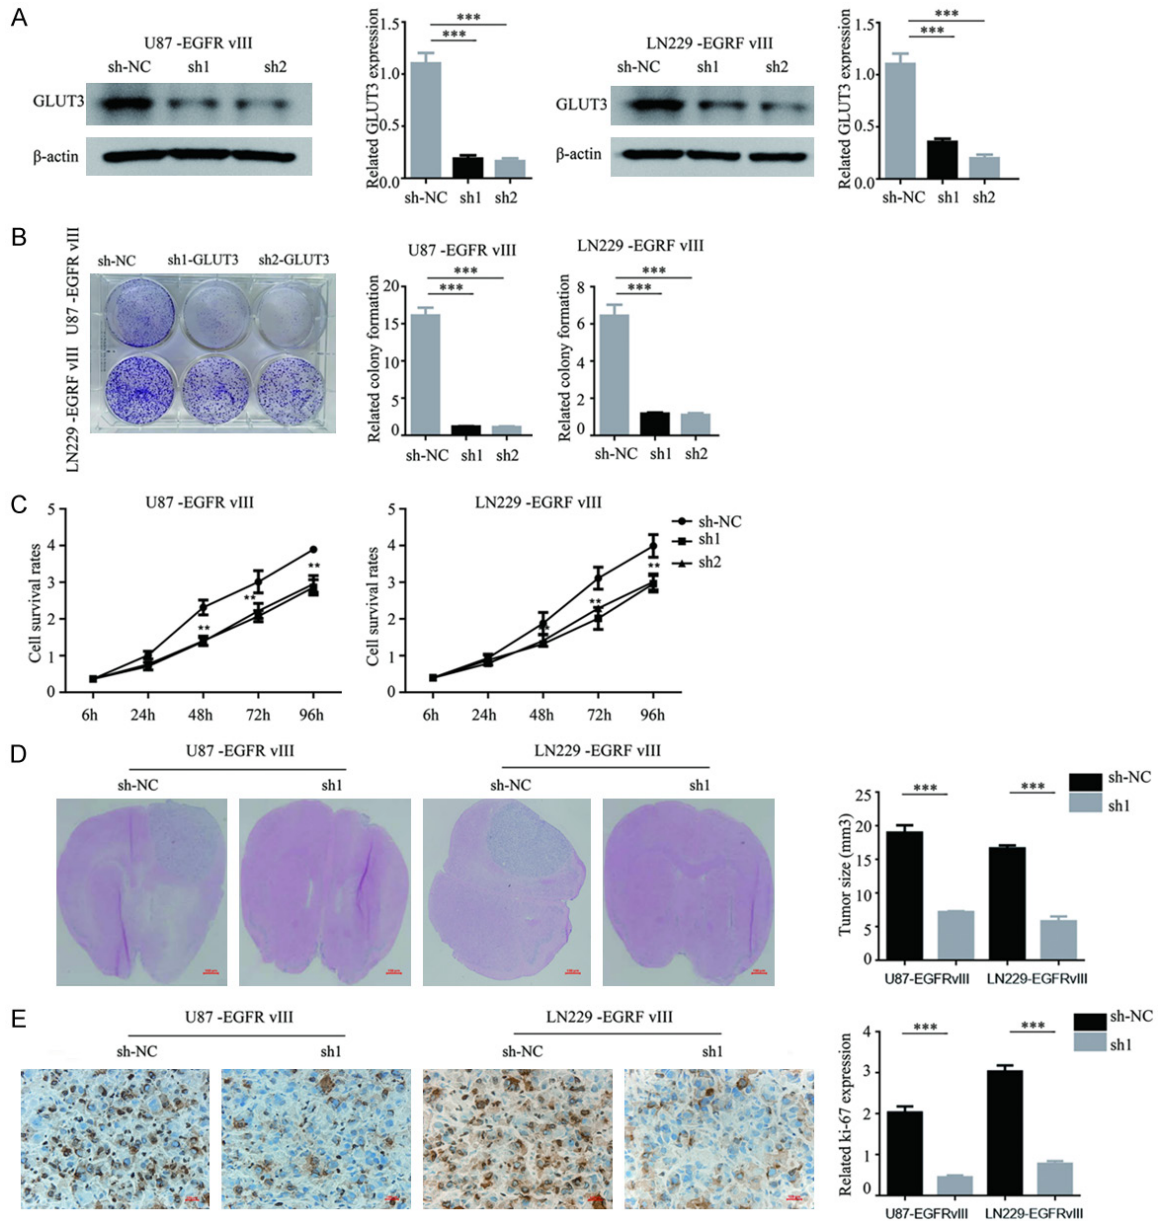 A
U87 -EGFR vIII
sh-NC sh1 sh2
GLUT3
β-actin
Related GLUT3 expression
1.5
1.0
0.5
0.0
***
***
sh-NC sh1 sh2
LN229 -EGRF vIII
sh-NC sh1 sh2
GLUT3
β-actin
Related GLUT3 expression
1.5
1.0
0.5
0.0
***
***
sh-NC sh1 sh2
B
LN229 -EGRF vIII U87 -EGFR vIII
sh-NC sh1-GLUT3 sh2-GLUT3
U87 -EGFR vIII
Related colony formation
20
15
10
5
0
***
***
sh-NC sh1 sh2
LN229 -EGRF vIII
Related colony formation
8
6
4
2
0
***
***
sh-NC sh1 sh2
C
U87 -EGFR vIII
Cell survival rates
5
4
3
2
1
0
**
**
**
6h 24h 48h 72h 96h
LN229 -EGRF vIII
Cell survival rates
5
4
3
2
1
0
**
**
6h 24h 48h 72h 96h
sh-NC
sh1
sh2
D
U87 -EGFR vIII
sh-NC sh1
LN229 -EGRF vIII
sh-NC sh1
Tumor size (mm3)
25
20
15
10
5
0
*** ***
U87-EGFRvIII LN229-EGFRvIII
sh-NC
sh1
E
U87 -EGFR vIII
sh-NC sh1
LN229 -EGRF vIII
sh-NC sh1
Related ki-67 expression
4
3
2
1
0
*** ***
U87-EGFRvIII LN229-EGFRvIII
sh-NC
sh1